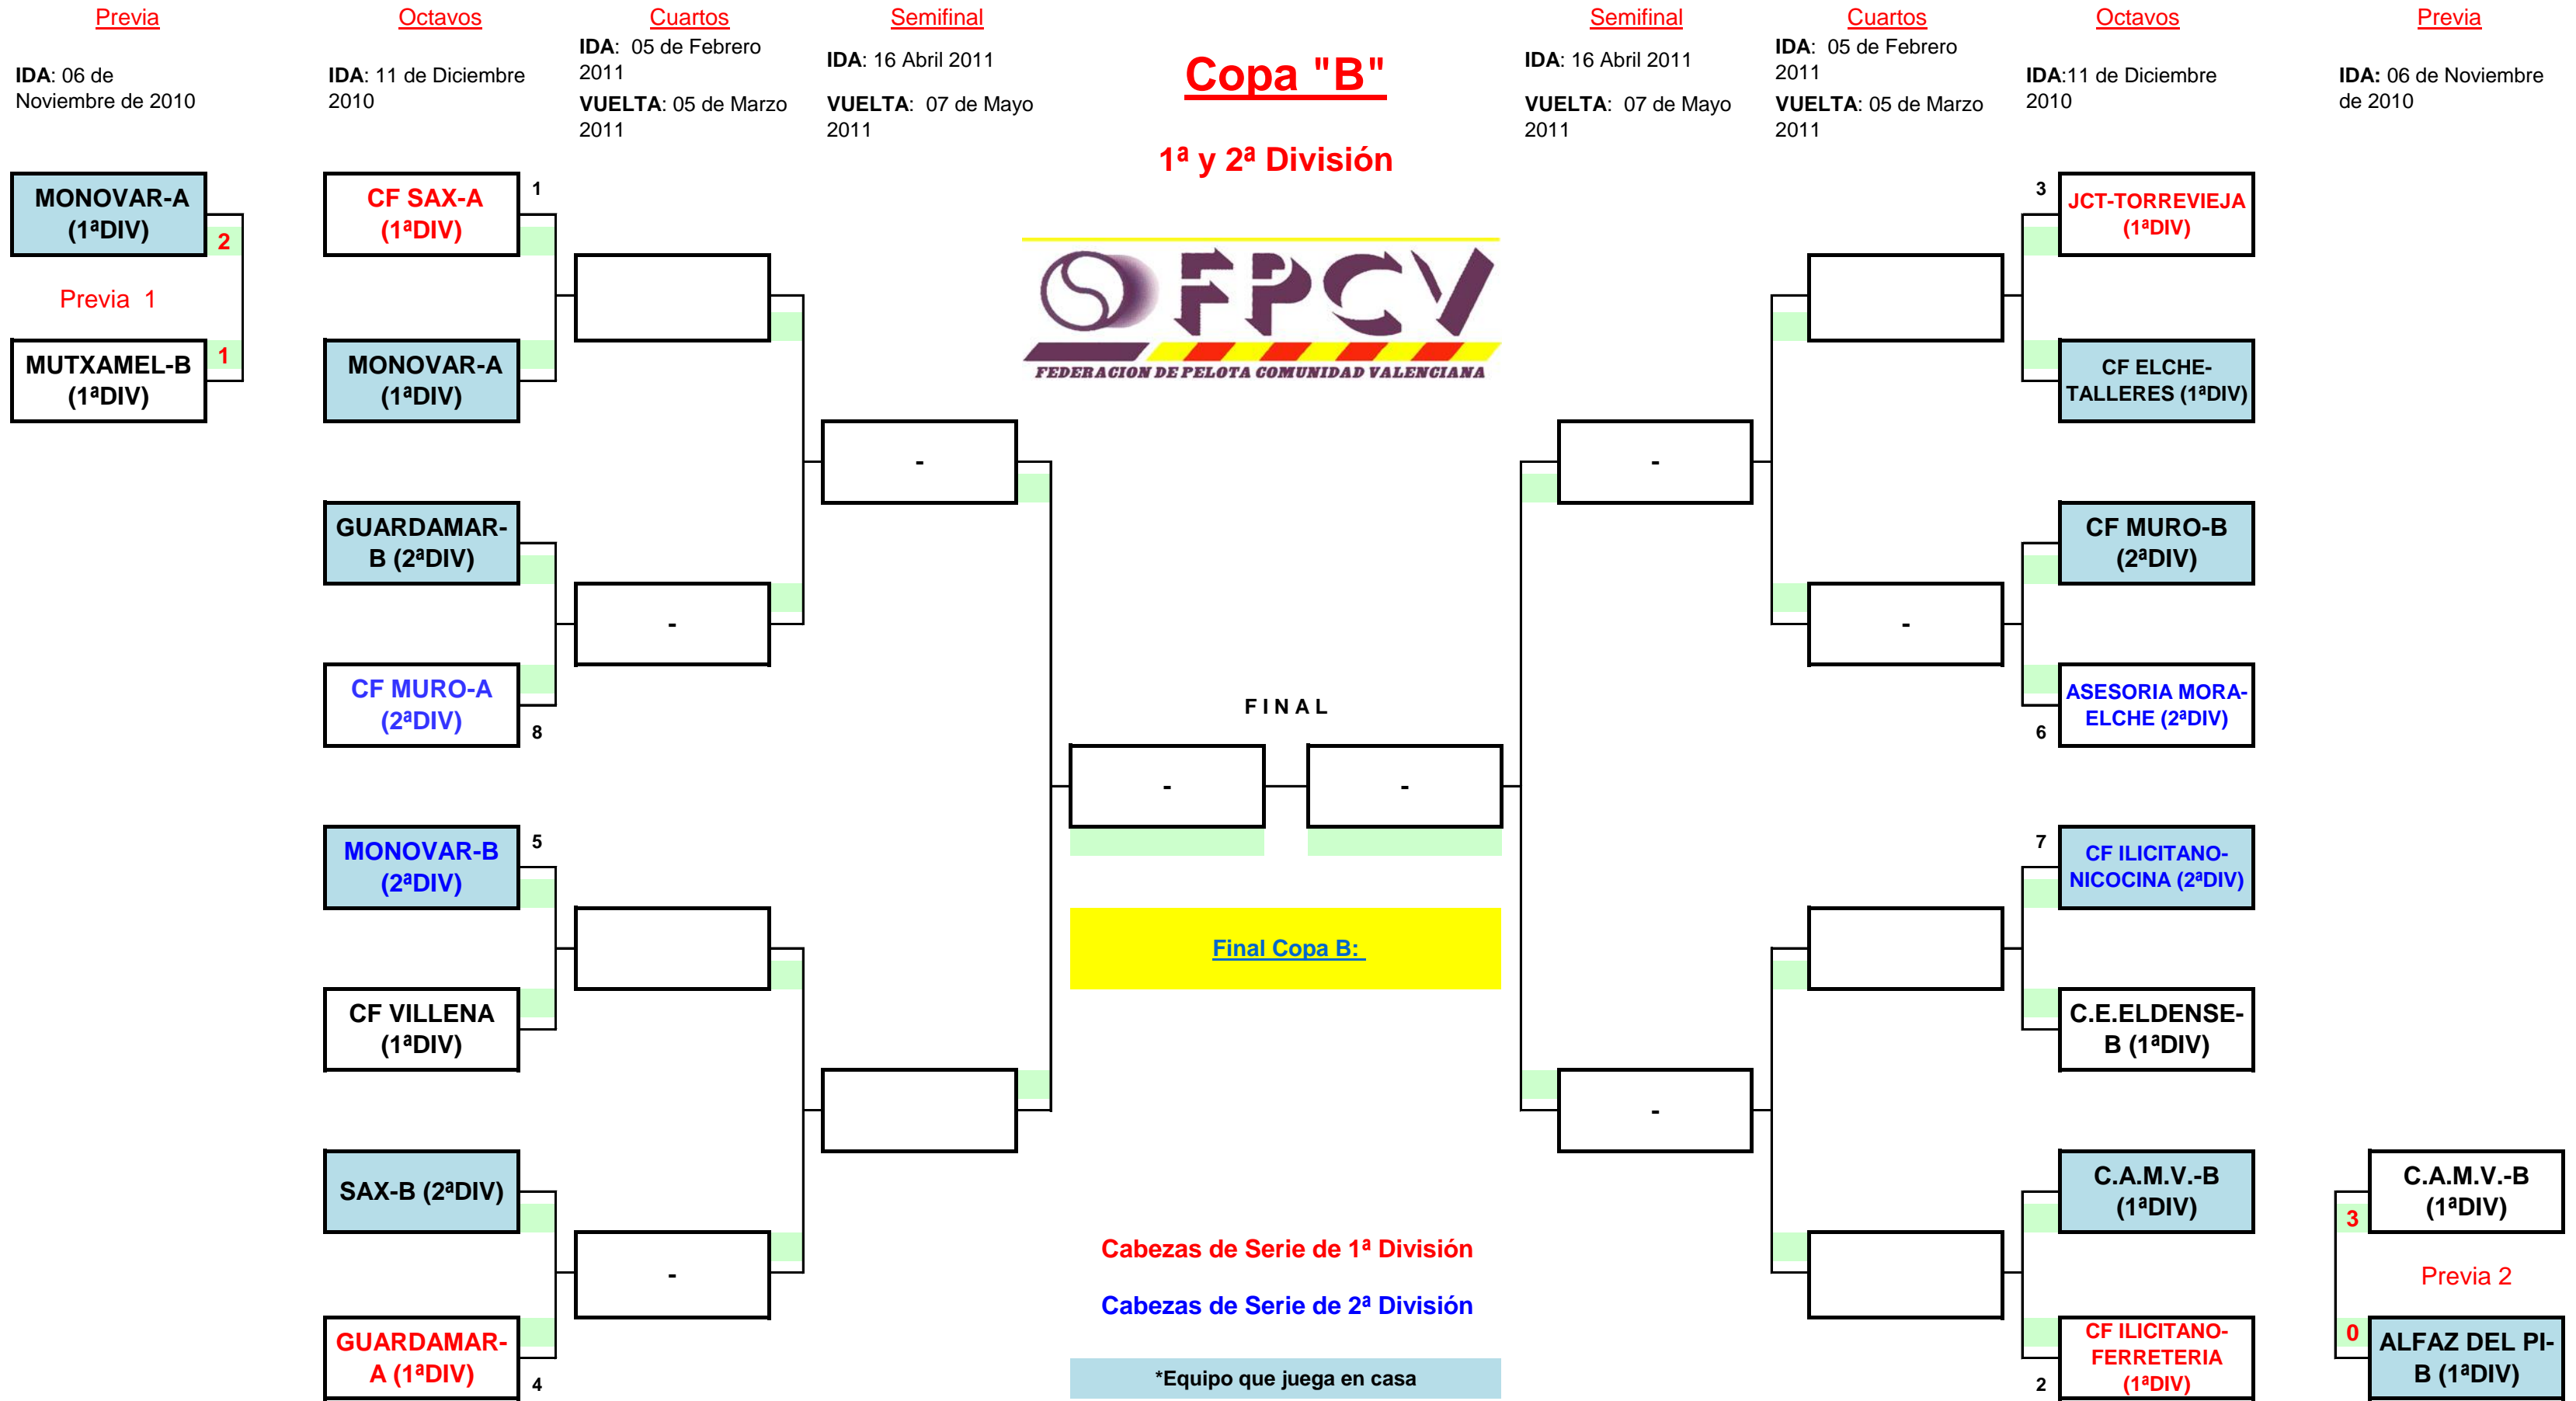 Previa
Octavos
Cuartos
Semifinal
Semifinal
Cuartos
Octavos
Previa
IDA: 06 de
Noviembre de 2010
IDA: 11 de Diciembre
2010
IDA: 05 de Febrero
2011
VUELTA: 05 de Marzo
2011
IDA: 16 Abril 2011
VUELTA: 07 de Mayo
2011
Copa "B"
1ª y 2ª División
IDA: 16 Abril 2011
VUELTA: 07 de Mayo
2011
IDA: 05 de Febrero
2011
VUELTA: 05 de Marzo
2011
IDA:11 de Diciembre
2010
IDA: 06 de Noviembre
de 2010
MONOVAR-A
(1ªDIV)
2
Previa 1
MUTXAMEL-B
(1ªDIV)
1
CF SAX-A
(1ªDIV)
1
MONOVAR-A
(1ªDIV)
GUARDAMAR-
B (2ªDIV)
-
CF MURO-A
(2ªDIV)
8
-
MONOVAR-B
(2ªDIV)
5
CF VILLENA
(1ªDIV)
SAX-B (2ªDIV)
-
GUARDAMAR-
A (1ªDIV)
4
FPCV
FEDERACION DE PELOTA COMUNIDAD VALENCIANA
FINAL
-
-
Final Copa B:
Cabezas de Serie de 1ª División
Cabezas de Serie de 2ª División
*Equipo que juega en casa
3
JCT-TORREVIEJA
(1ªDIV)
CF ELCHE-
TALLERES (1ªDIV)
-
CF MURO-B
(2ªDIV)
-
ASESORIA MORA-
ELCHE (2ªDIV)
6
7
CF ILICITANO-
NICOCINA (2ªDIV)
C.E.ELDENSE-
B (1ªDIV)
-
C.A.M.V.-B
(1ªDIV)
CF ILICITANO-
FERRETERIA
(1ªDIV)
2
C.A.M.V.-B
(1ªDIV)
3
Previa 2
0
ALFAZ DEL PI-
B (1ªDIV)